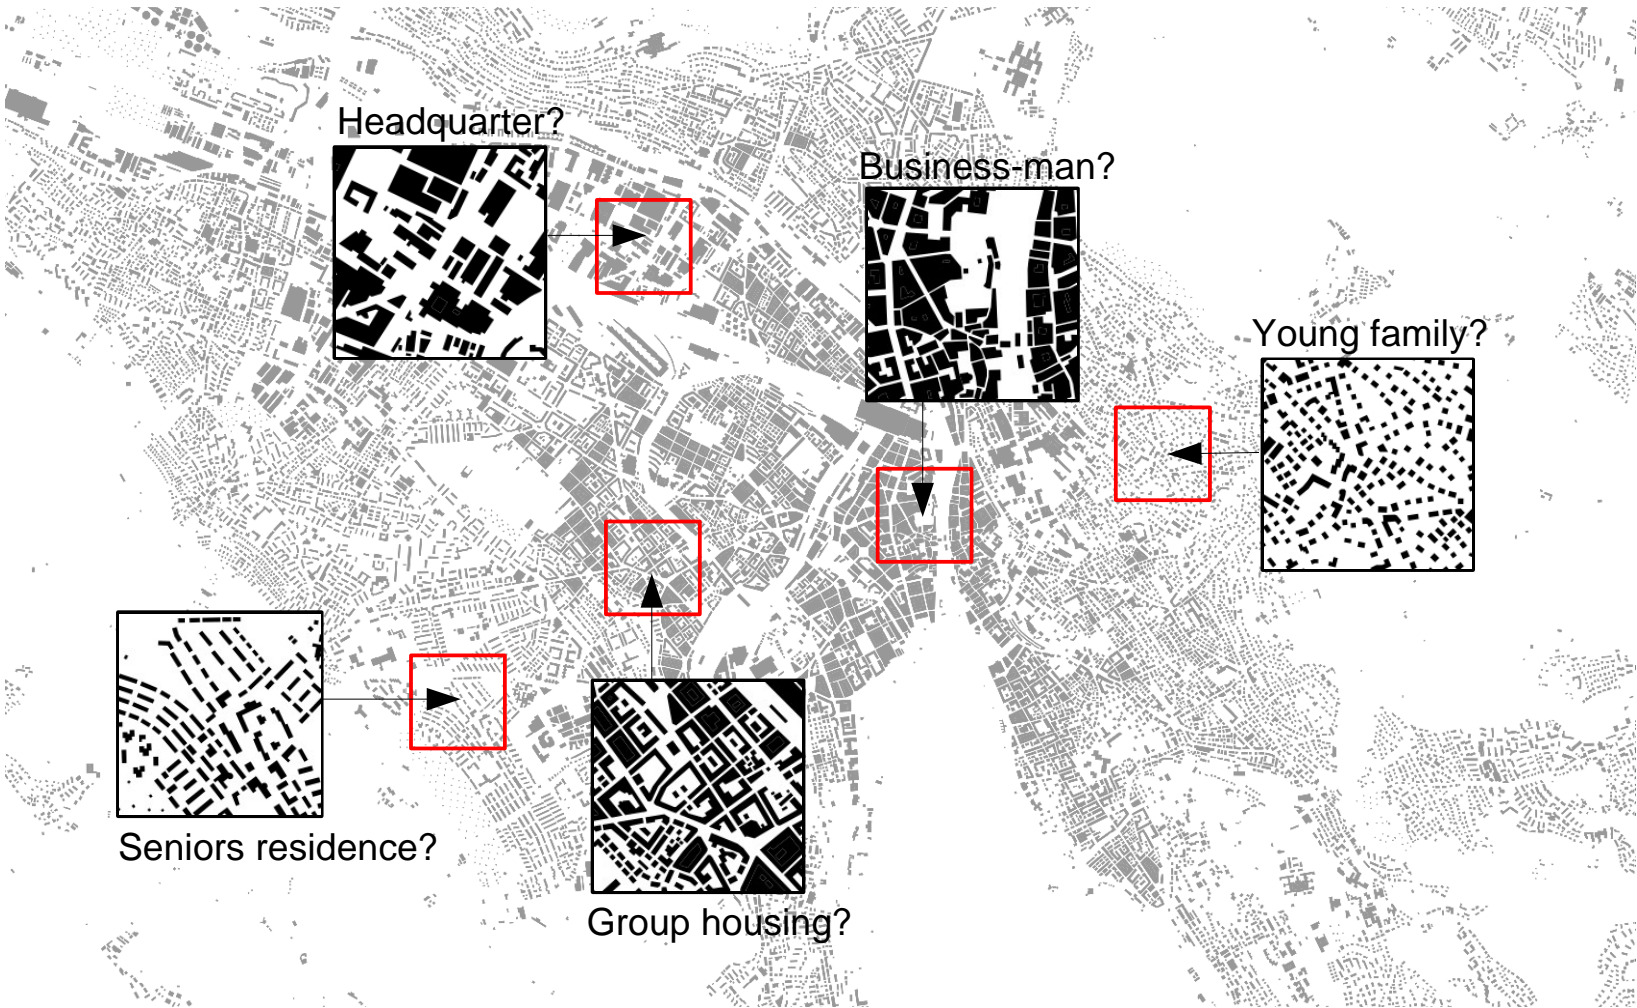 Headquarter?
Business-man?
Young family?
Seniors residence?
Group housing?